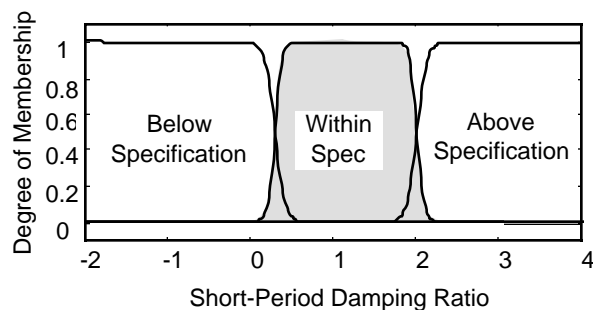 Degree of Membership
1
0.8
0.6
0.4
0.2
0
Below
Specification
Within
Spec
Above
Specification
-2 -1 0 1 2 3 4
Short-Period Damping Ratio